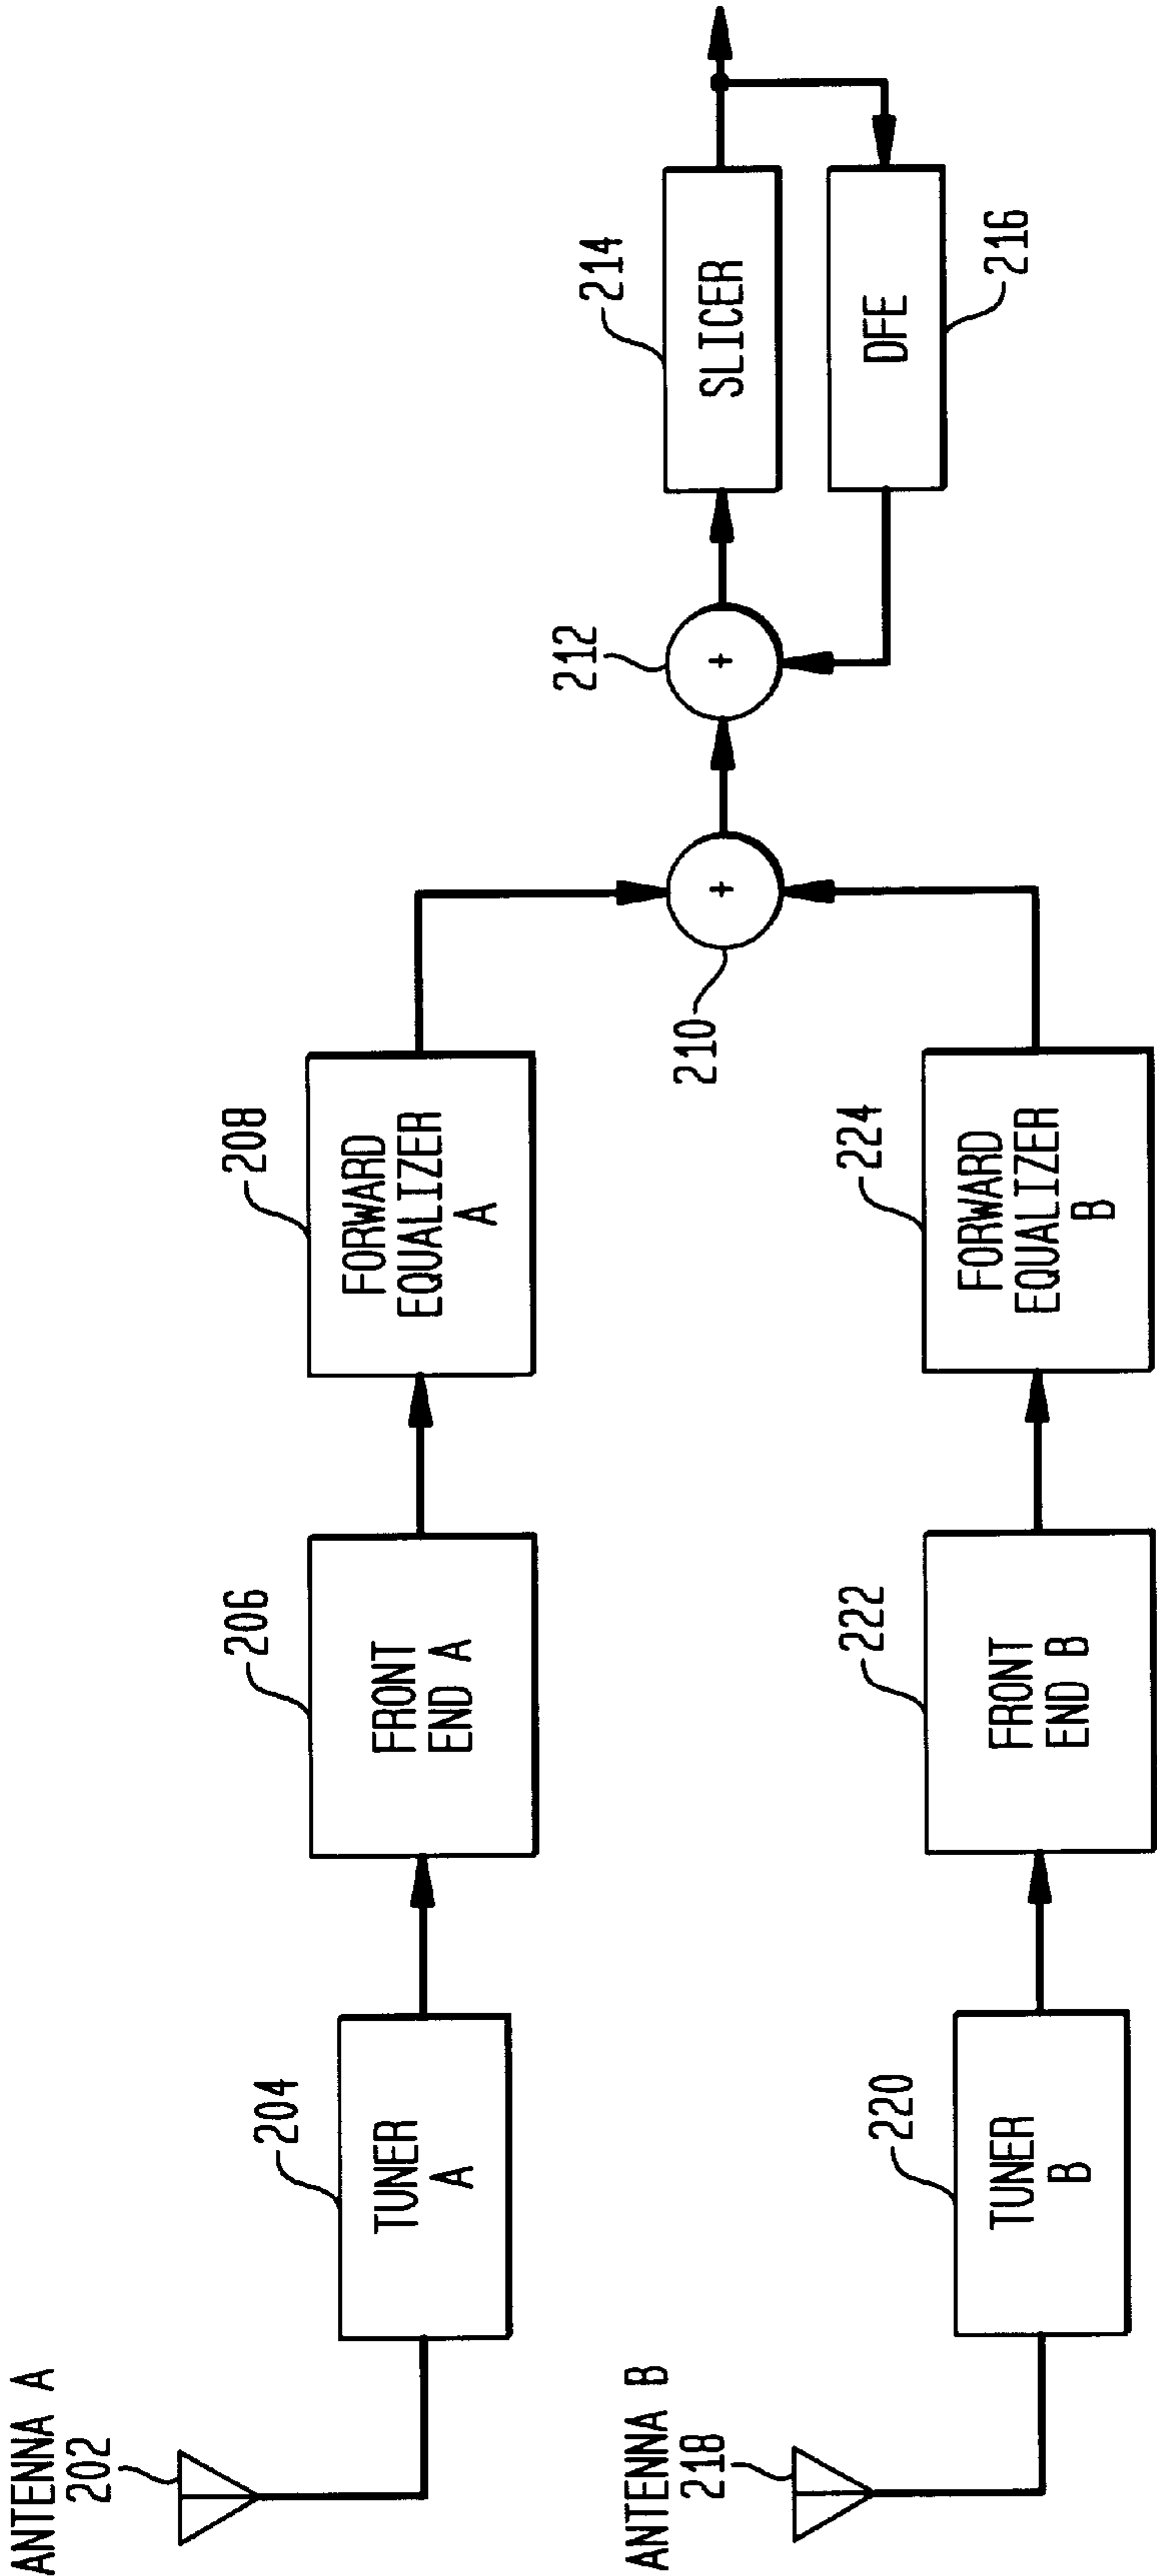 ANTENNA A
202
204
TUNER
A
206
FRONT
END A
208
FORWARD
EQUALIZER
A
210
+
212
+
214
SLICER
DFE
216
ANTENNA B
218
220
TUNER
B
222
FRONT
END B
224
FORWARD
EQUALIZER
B